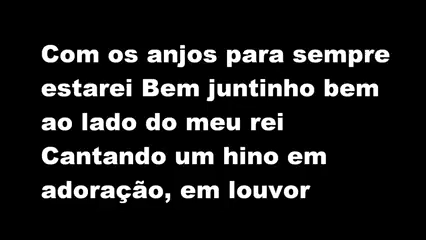 Com os anjos para sempre
estarei Bem juntinho bem
ao lado do meu rei
Cantando um hino em
adoração, em louvor